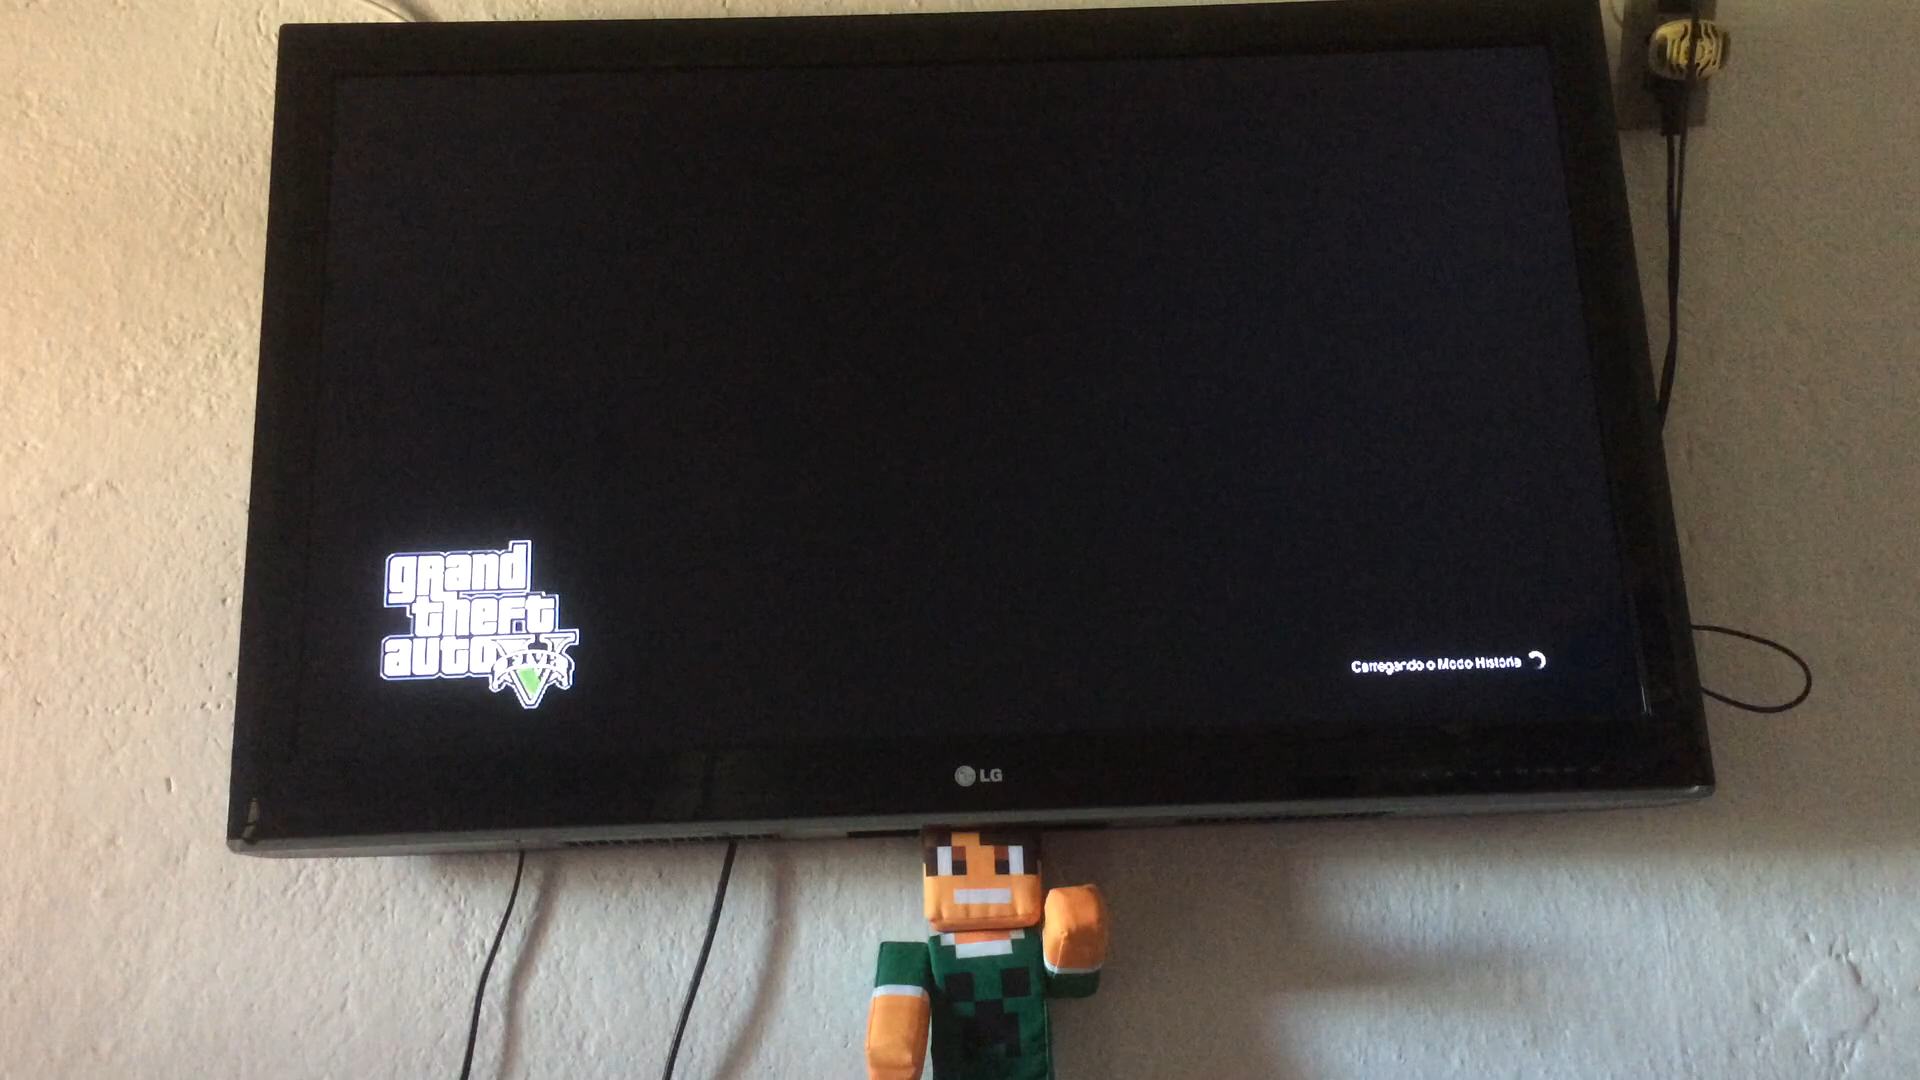 grand
theft
auto V
FIVE
Carregando o Modo História
LG